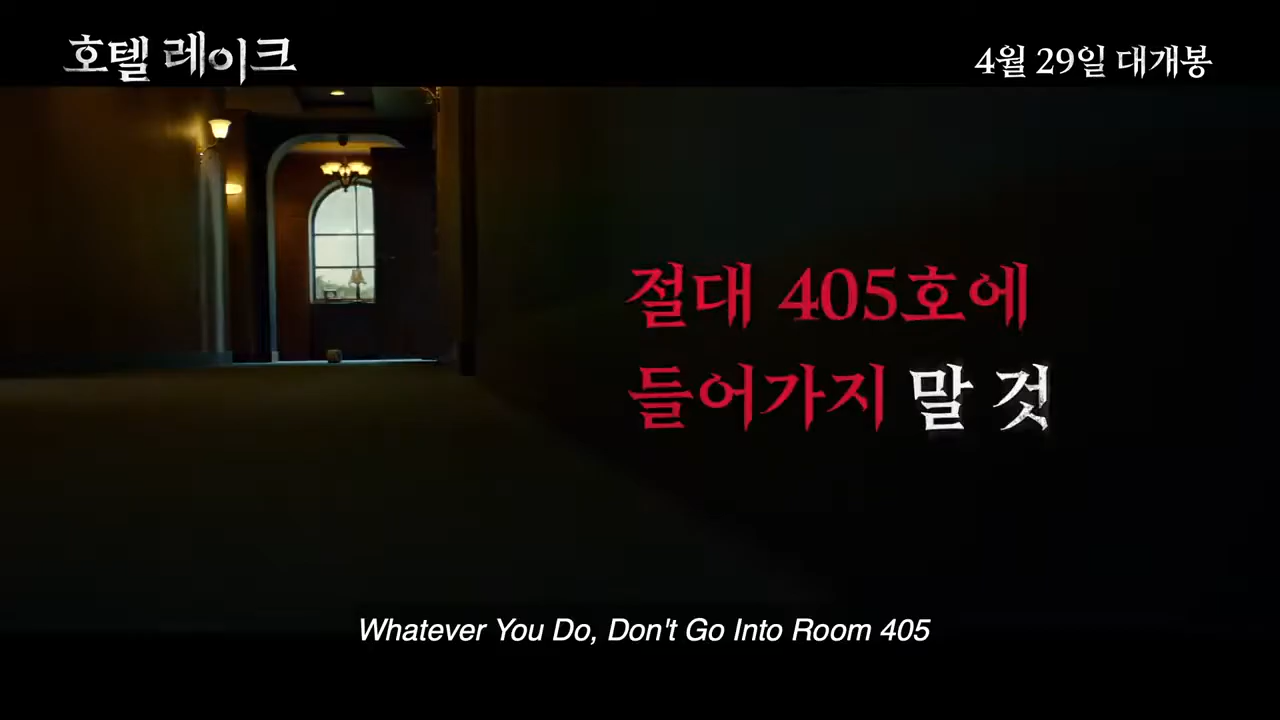 호텔 레이크
4월 29일 대개봉
절대 405호에
들어가지 말 것
Whatever You Do, Don't Go Into Room 405